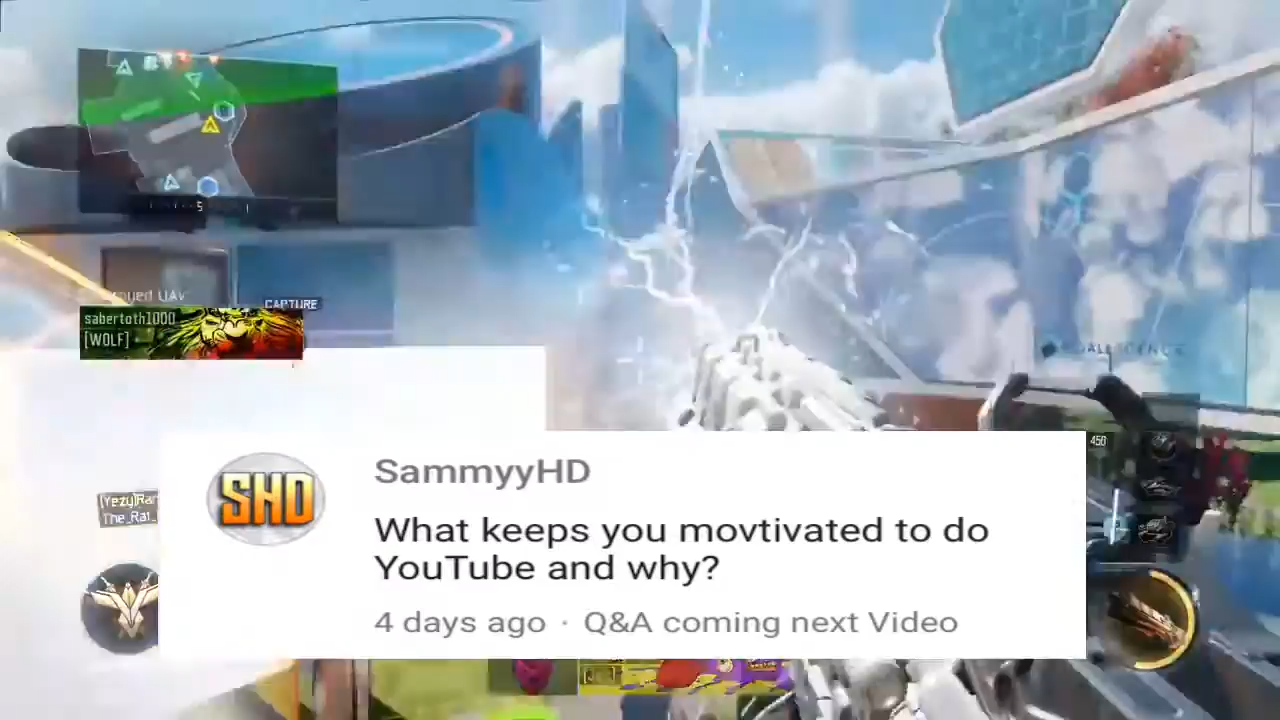 CAPTURE
sabertoth1000
[WOLF]
450
SHD
SammyyHD
What keeps you movtivated to do
YouTube and why?
4 days ago · Q&A coming next Video